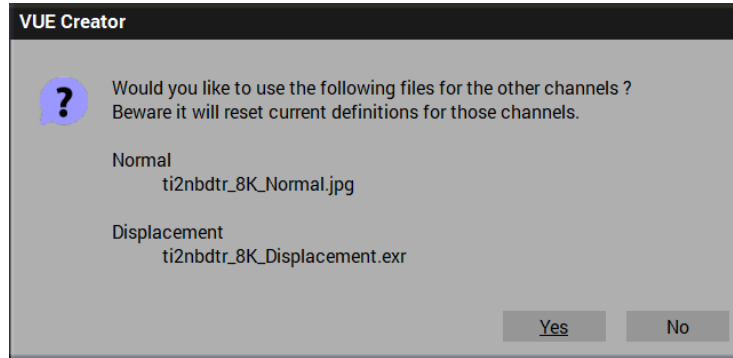 VUE Creator
Would you like to use the following files for the other channels ?
Beware it will reset current definitions for those channels.
Normal
ti2nbdtr_8K_Normal.jpg
Displacement
ti2nbdtr_8K_Displacement.exr
Yes No